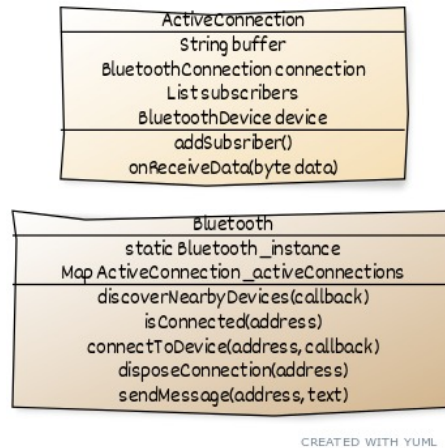 ActiveConnection
String buffer
BluetoothConnection connection
List subscribers
BluetoothDevice device
addSubsriber()
onReceiveData(byte data)
Bluetooth
static Bluetooth _instance
Map ActiveConnection _activeConnections
discoverNearbyDevices(callback)
isConnected(address)
connectToDevice(address, callback)
disposeConnection(address)
sendMessage(address, text)
CREATED WITH YUML